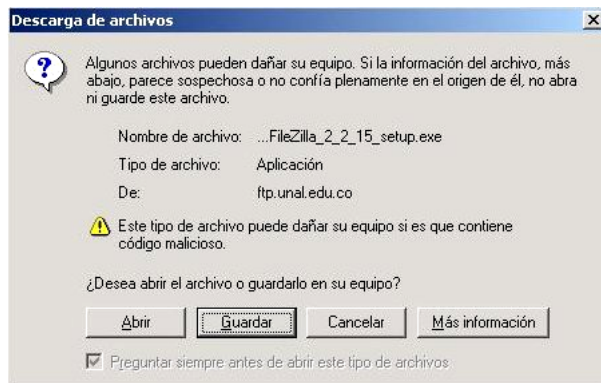 Descarga de archivos
Algunos archivos pueden dañar su equipo. Si la información del archivo, más
abajo, parece sospechosa o no confía plenamente en el origen de él, no abra
ni guarde este archivo.
Nombre de archivo: ...FileZilla_2_2_15_setup.exe
Tipo de archivo: Aplicación
De: ftp.unal.edu.co
Este tipo de archivo puede dañar su equipo si es que contiene
código malicioso.
¿Desea abrir el archivo o guardarlo en su equipo?
Abrir Guardar Cancelar Más información
Preguntar siempre antes de abrir este tipo de archivos